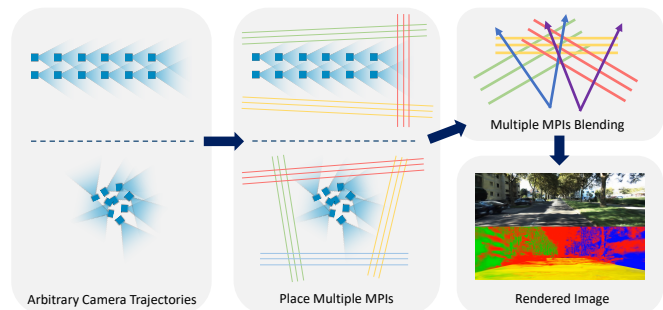 Arbitrary Camera Trajectories
Place Multiple MPIs
Multiple MPIs Blending
Rendered Image